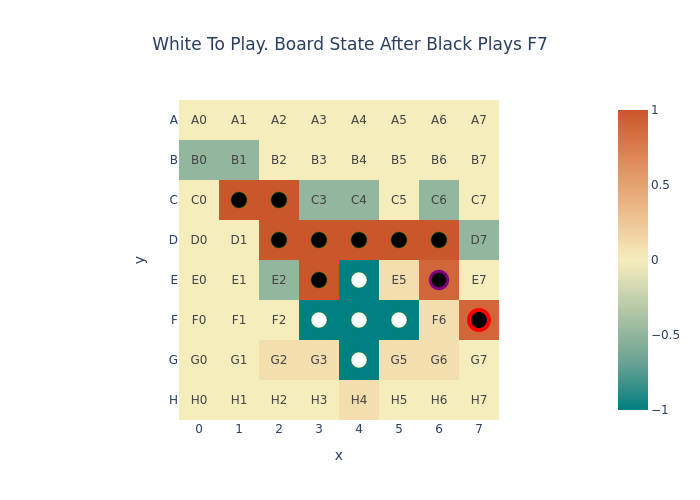 White To Play. Board State After Black Plays F7
A A0 A1 A2 A3 A4 A5 A6 A7
B B0 B1 B2 B3 B4 B5 B6 B7
C C0 C3 C4 C5 C6 C7
D D0 D1 D7
E E0 E1 E2 E5 E7
F F0 F1 F2 F6
G G0 G1 G2 G3 G5 G6 G7
H H0 H1 H2 H3 H4 H5 H6 H7
0 1 2 3 4 5 6 7
x
y
1
0.5
0
−0.5
−1